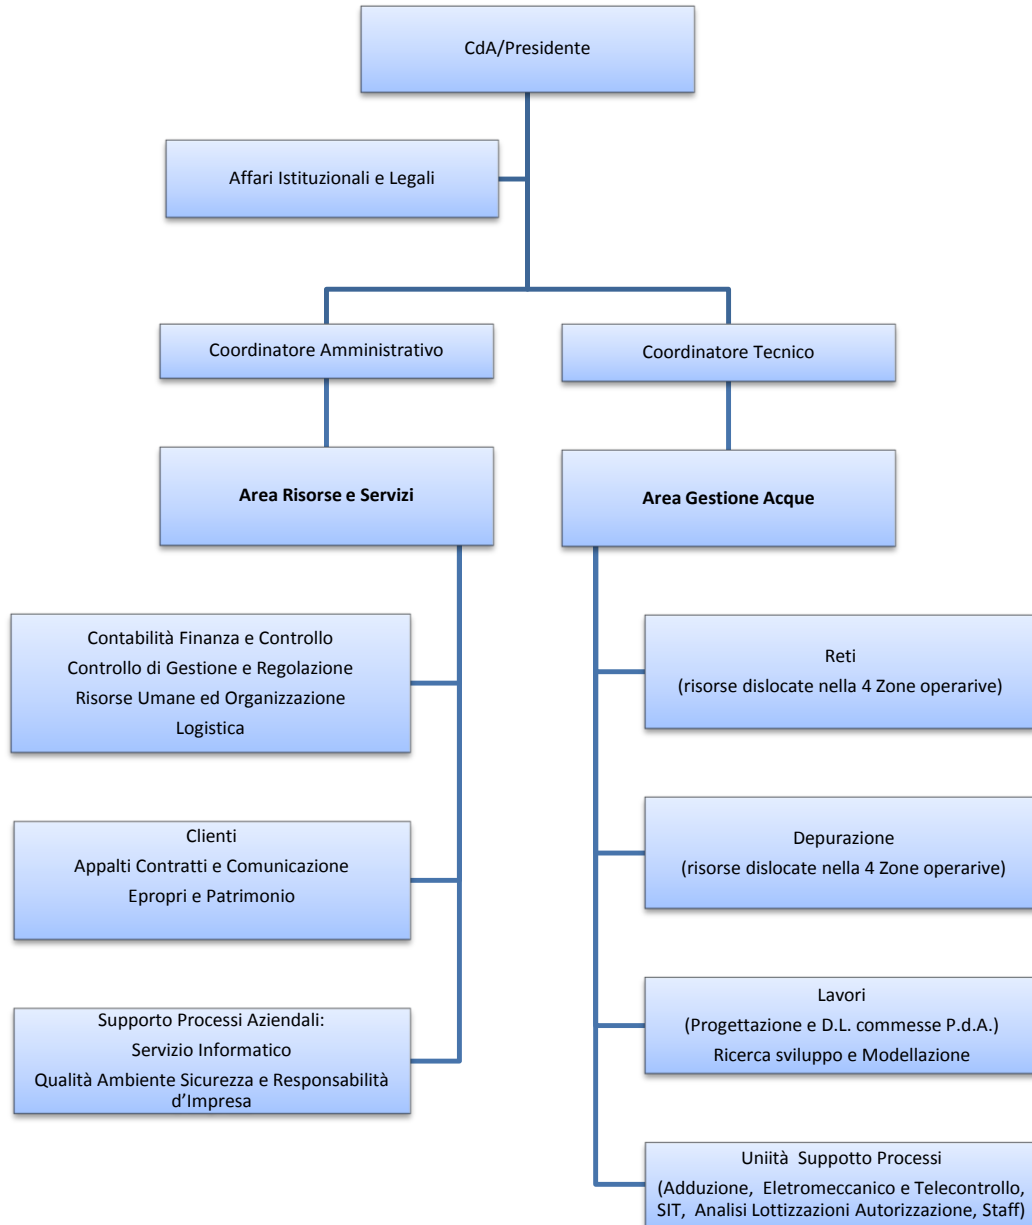 CdA/Presidente
Affari Istituzionali e Legali
Coordinatore Amministrativo
Coordinatore Tecnico
Area Risorse e Servizi
Area Gestione Acque
Contabilità Finanza e Controllo
Controllo di Gestione e Regolazione
Risorse Umane ed Organizzazione
Logistica
Clienti
Appalti Contratti e Comunicazione
Epropri e Patrimonio
Supporto Processi Aziendali:
Servizio Informatico
Qualità Ambiente Sicurezza e Responsabilità
d'Impresa
Reti
(risorse dislocate nella 4 Zone operarive)
Depurazione
(risorse dislocate nella 4 Zone operarive)
Lavori
(Progettazione e D.L. commesse P.d.A.)
Ricerca sviluppo e Modellazione
Uniità Suppotto Processi
(Adduzione, Eletromeccanico e Telecontrollo,
SIT, Analisi Lottizzazioni Autorizzazione, Staff)